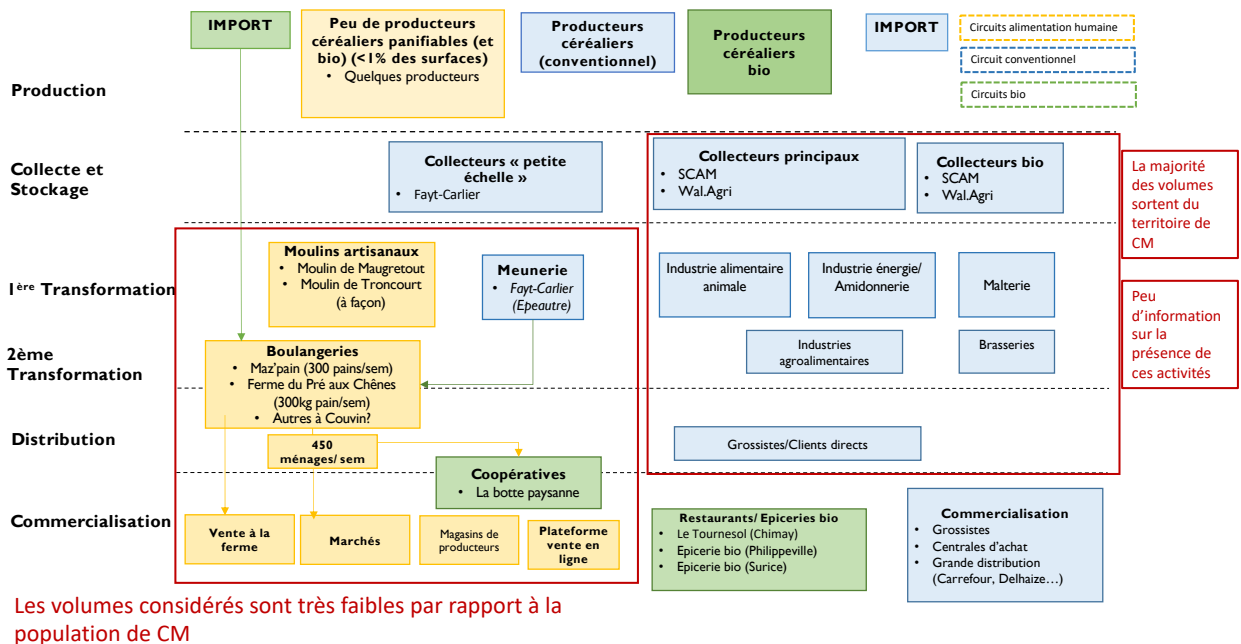 IMPORT
Peu de producteurs
céréaliers panifiables (et
bio) (<1% des surfaces)
• Quelques producteurs
Producteurs
céréaliers
(conventionnel)
Producteurs
céréaliers
bio
IMPORT
Circuits alimentation humaine
Circuit conventionnel
Circuits bio
Production
Collecte et
Stockage
Collecteurs « petite
échelle »
• Fayt-Carlier
Collecteurs principaux
• SCAM
• Wal.Agri
Collecteurs bio
• SCAM
• Wal.Agri
La majorité
des volumes
sortent du
territoire de
CM
1ère Transformation
Moulins artisanaux
• Moulin de Maugretout
• Moulin de Troncourt
(à façon)
Meunerie
• Fayt-Carlier
(Epeautre)
Industrie alimentaire
animale
Industrie énergie/
Amidonnerie
Malterie
Peu
d'information
sur la
présence de
ces activités
2ème
Transformation
Boulangeries
• Maz'pain (300 pains/sem)
• Ferme du Pré aux Chênes
(300kg pain/sem)
• Autres à Couvin?
Industries
agroalimentaires
Brasseries
Distribution
450
ménages/ sem
Grossistes/Clients directs
Coopératives
• La botte paysanne
Commercialisation
Vente à la
ferme
Marchés
Magasins de
producteurs
Plateforme
vente en
ligne
Restaurants/ Epiceries bio
• Le Tournesol (Chimay)
• Epicerie bio (Philippeville)
• Epicerie bio (Surice)
Commercialisation
• Grossistes
• Centrales d'achat
• Grande distribution
(Carrefour, Delhaize…)
Les volumes considérés sont très faibles par rapport à la
population de CM